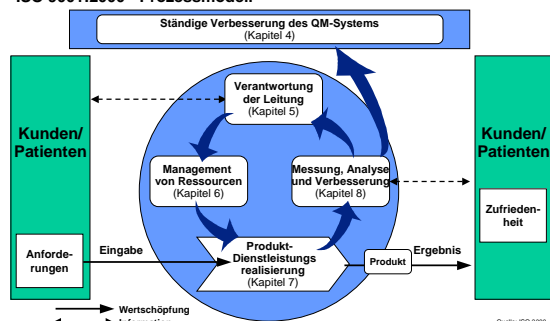 Ständige Verbesserung des QM-Systems
(Kapitel 4)
Verantwortung
der Leitung
(Kapitel 5)
Kunden/
Patienten
Kunden/
Patienten
Management
von Ressourcen
(Kapitel 6)
Messung, Analyse
und Verbesserung
(Kapitel 8)
Zufrieden-
heit
Anforde-
rungen
Eingabe
Produkt-
Dienstleistungs
realisierung
(Kapitel 7)
Produkt
Ergebnis
Wertschöpfung